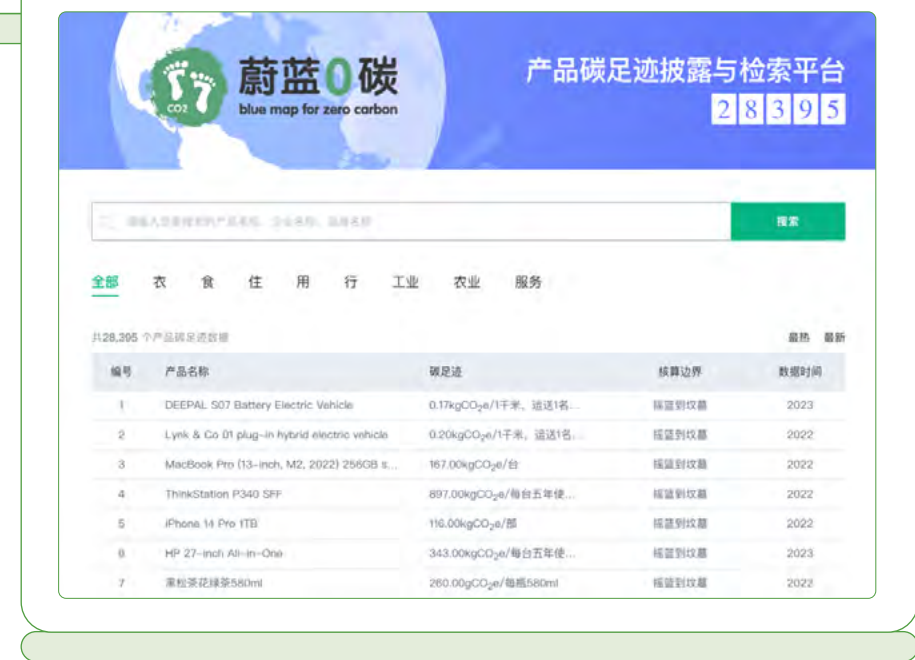 蔚蓝0碳
blue map for zero carbon
CO2
产品碳足迹披露与检索平台
28395
搜索
全部 衣 食 住 用 行 工业 农业 服务
共28,395 个产品碳足迹数据
最热 最新
编号 产品名称 碳足迹 核算边界 数据时间
1 DEEPAL S07 Battery Electric Vehicle 0.17kgCO₂e/1千米, 运送1名... 摇篮到坟墓 2023
2 Lynk & Co 01 plug-in hybrid electric vehicle 0.20kgCO₂e/1千米, 运送1名... 摇篮到坟墓 2022
3 MacBook Pro (13-inch, M2, 2022) 256GB s... 167.00kgCO₂e/台 摇篮到坟墓 2022
4 ThinkStation P340 SFF 897.00kgCO₂e/每台五年使... 摇篮到坟墓 2022
5 iPhone 14 Pro 1TB 116.00kgCO₂e/部 摇篮到坟墓 2022
6 HP 27-inch All-in-One 343.00kgCO₂e/每台五年使... 摇篮到坟墓 2023
7 黑松茶花绿茶580ml 260.00gCO₂e/每瓶580ml 摇篮到坟墓 2022